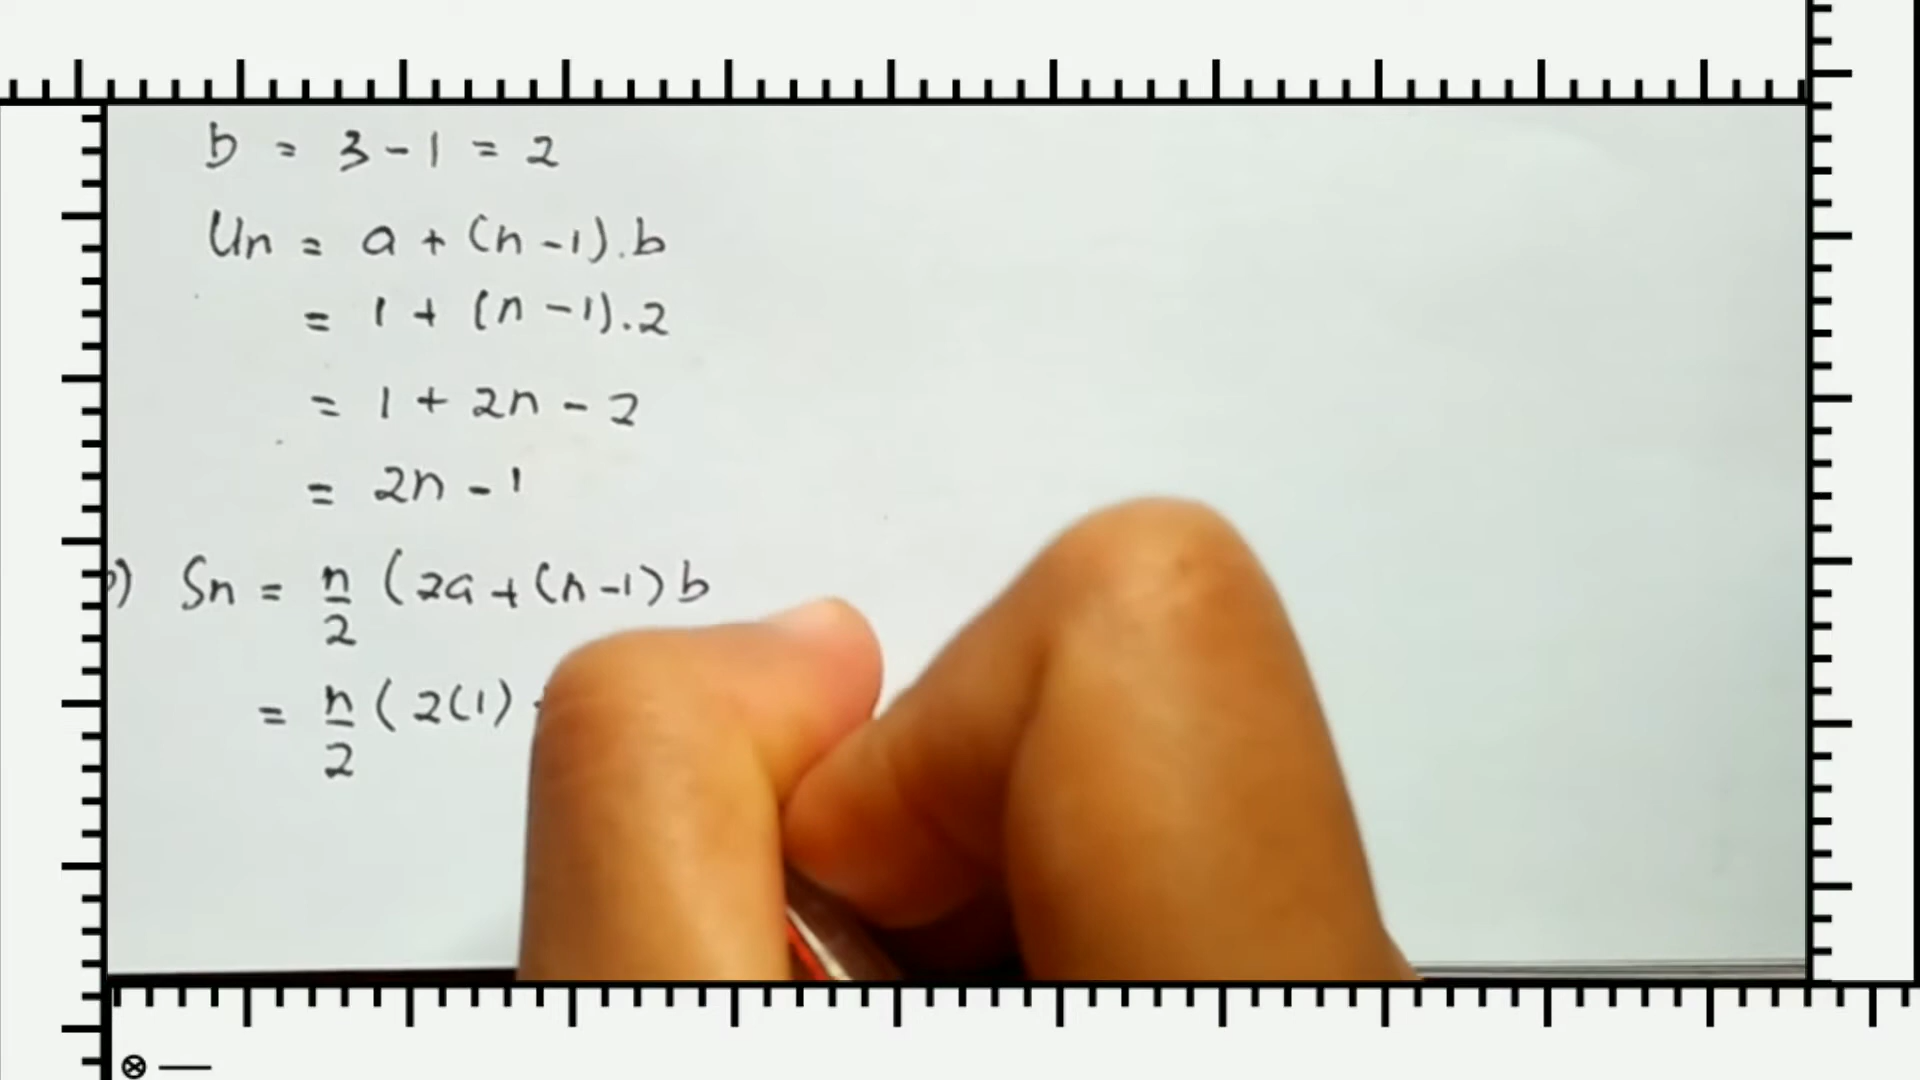 b = 3 - 1 = 2
Un = a + (n - 1) . b
= 1 + (n - 1) . 2
= 1 + 2n - 2
= 2n - 1
) Sn = n/2 (2a + (n - 1) b
= n/2 ( 2(1)